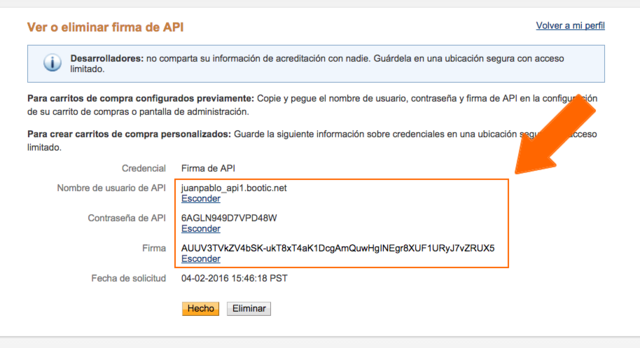 Ver o eliminar firma de API
Volver a mi perfil
Desarrolladores: no comparta su información de acreditación con nadie. Guárdela en una ubicación segura con acceso
limitado.
Para carritos de compra configurados previamente: Copie y pegue el nombre de usuario, contraseña y firma de API en la configuración
de su carrito de compras o pantalla de administración.
Para crear carritos de compra personalizados: Guarde la siguiente información sobre credenciales en una ubicación acceso
limitado.
Credencial Firma de API
Nombre de usuario de API juanpablo_api1.bootic.net
Esconder
Contraseña de API 6AGLN949D7VPD48W
Esconder
Firma AUUV3TVkZV4bSK-ukT8xT4aK1DcgAmQuwHgINEgr8XUF1URyJ7vZRUX5
Esconder
Fecha de solicitud 04-02-2016 15:46:18 PST
Hecho Eliminar